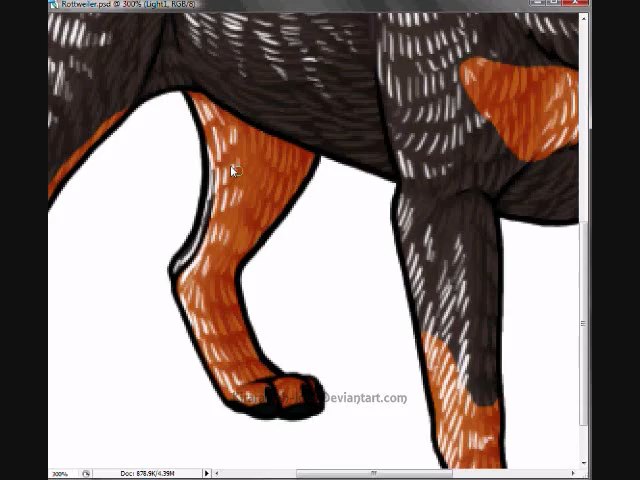 Rottweiler.psd @ 300% (Light1, RGB/8)
Deviantart.com
300%
Doc: 878.9K/4.39M